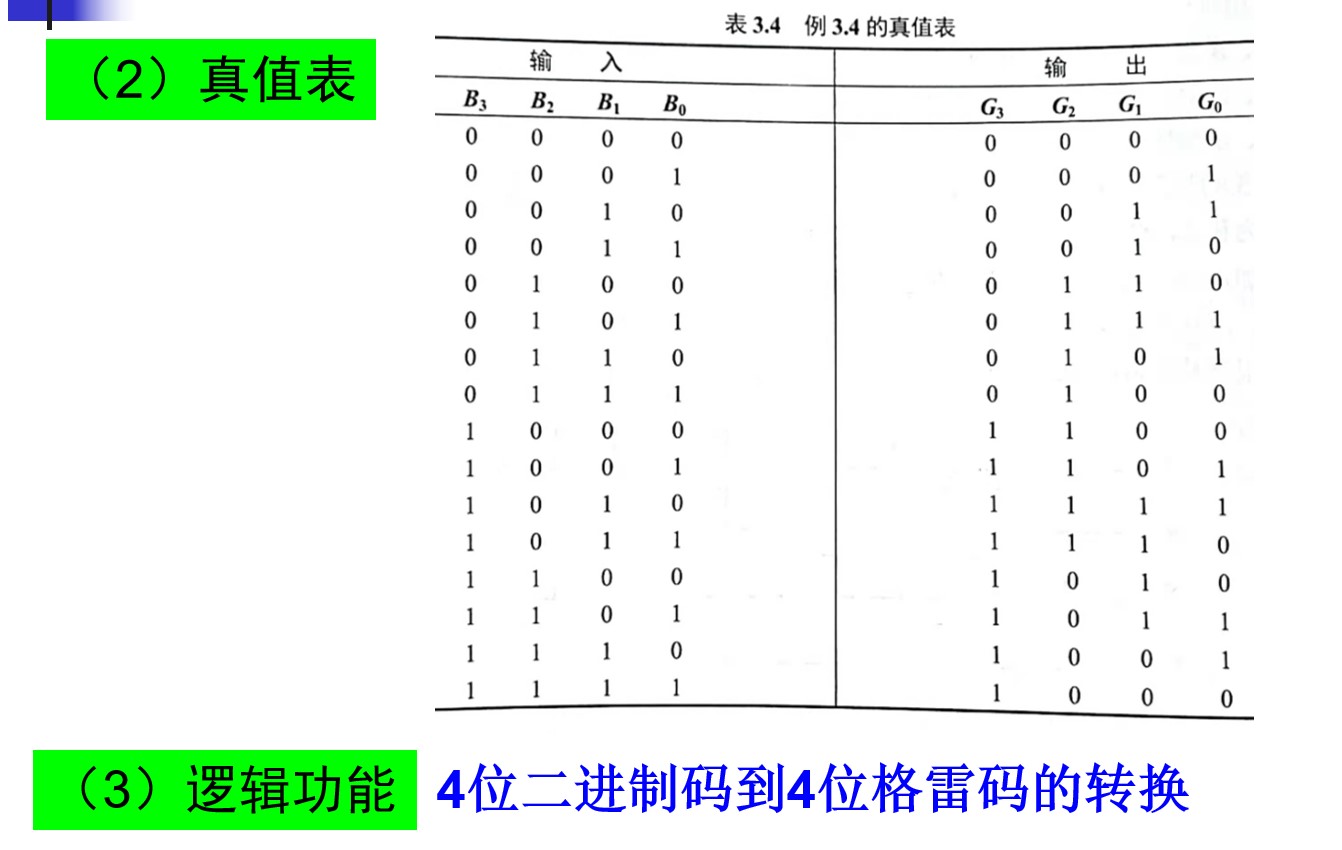 表 3.4 例 3.4 的真值表
（2）真值表
输 入 输 出
B₃ B₂ B₁ B₀ G₃ G₂ G₁ G₀
0 0 0 0 0 0 0 0
0 0 0 1 0 0 0 1
0 0 1 0 0 0 1 1
0 0 1 1 0 0 1 0
0 1 0 0 0 1 1 0
0 1 0 1 0 1 1 1
0 1 1 0 0 1 0 1
0 1 1 1 0 1 0 0
1 0 0 0 1 1 0 0
1 0 0 1 1 1 0 1
1 0 1 0 1 1 1 1
1 0 1 1 1 1 1 0
1 1 0 0 1 0 1 0
1 1 0 1 1 0 1 1
1 1 1 0 1 0 0 1
1 1 1 1 1 0 0 0
（3）逻辑功能 4位二进制码到4位格雷码的转换